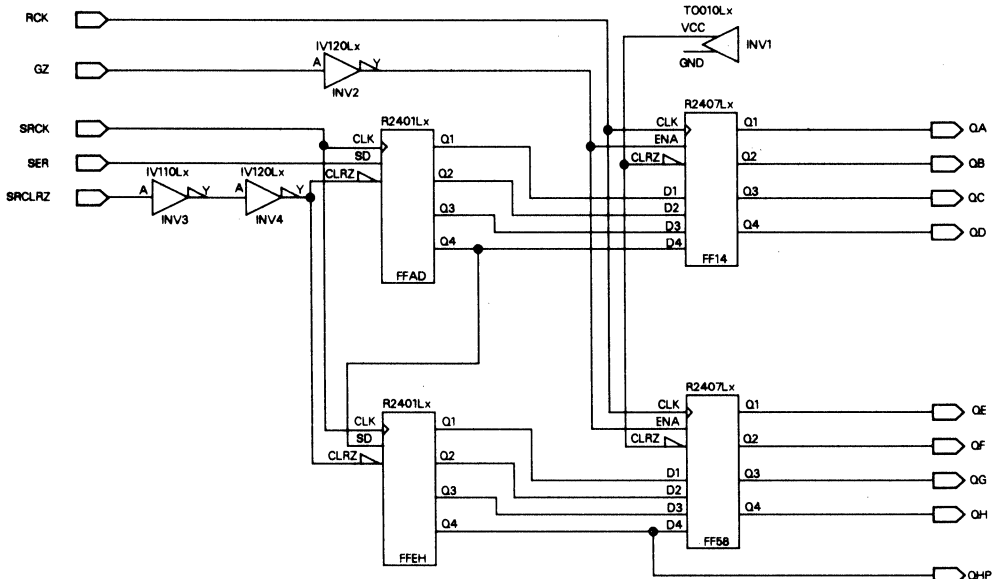 TO010Lx
RCK
VCC
INV1
GND
IV120Lx
GZ
A
Y
INV2
R2407Lx
SRCK
R2401Lx
CLK
Q1
QA
CLK
Q1
ENA
SER
SD
CLRZ
Q2
QB
IV110Lx
IV120Lx
CLRZ
Q2
SRCLRZ
A
Y
A
Y
D1
Q3
QC
INV3
INV4
Q3
D2
D3
Q4
QD
Q4
D4
FFAD
FF14
R2401Lx
R2407Lx
CLK
Q1
QE
CLK
Q1
ENA
SD
CLRZ
Q2
QF
CLRZ
Q2
D1
Q3
QG
Q3
D2
D3
Q4
QH
Q4
D4
FFEH
FF58
QHP